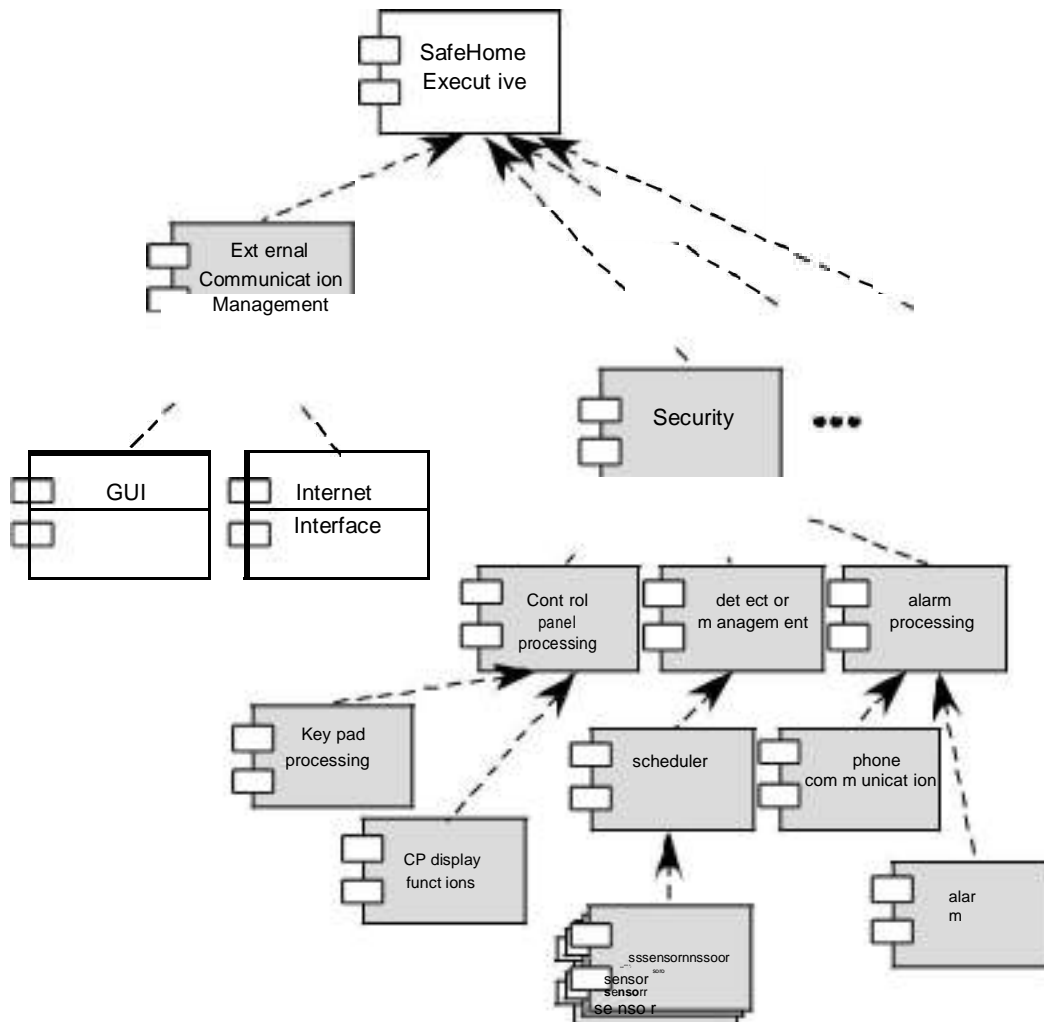 SafeHome
Execut ive
Ext ernal
Communicat ion
Management
Security
GUI
Internet
Interface
Cont rol
panel
processing
det ect or
m anagem ent
alarm
processing
Key pad
processing
scheduler
phone
com m unicat ion
CP display
funct ions
alar
m
sssensornnssoor
sensor
sensorr
se nso r